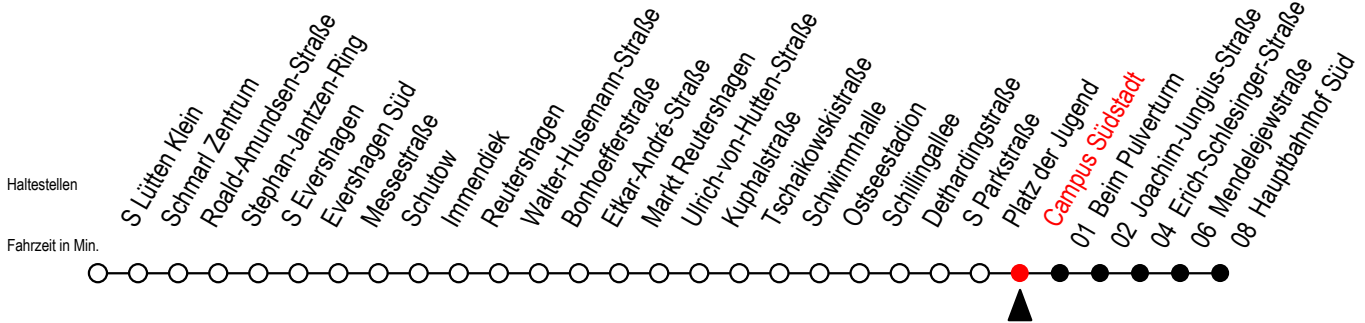 Haltestellen
Fahrzeit in Min.
S Lütten Klein
Schmarl Zentrum
Roald-Amundsen-Straße
Stephan-Jantzen-Ring
S Evershagen
Evershagen Süd
Messestraße
Schutow
Immendiek
Reutershagen
Walter-Husemann-Straße
Bonhoefferstraße
Etkar-André-Straße
Markt Reutershagen
Ulrich-von-Hutten-Straße
Kuphalstraße
Tschaikowskistraße
Schwimmhalle
Ostseestadion
Schillingallee
Dethardingstraße
S Parkstraße
Platz der Jugend
Campus Südstadt
01 Beim Pulverturm
02 Joachim-Jungius-Straße
04 Erich-Schlesinger-Straße
06 Mendelejewstraße
08 Hauptbahnhof Süd